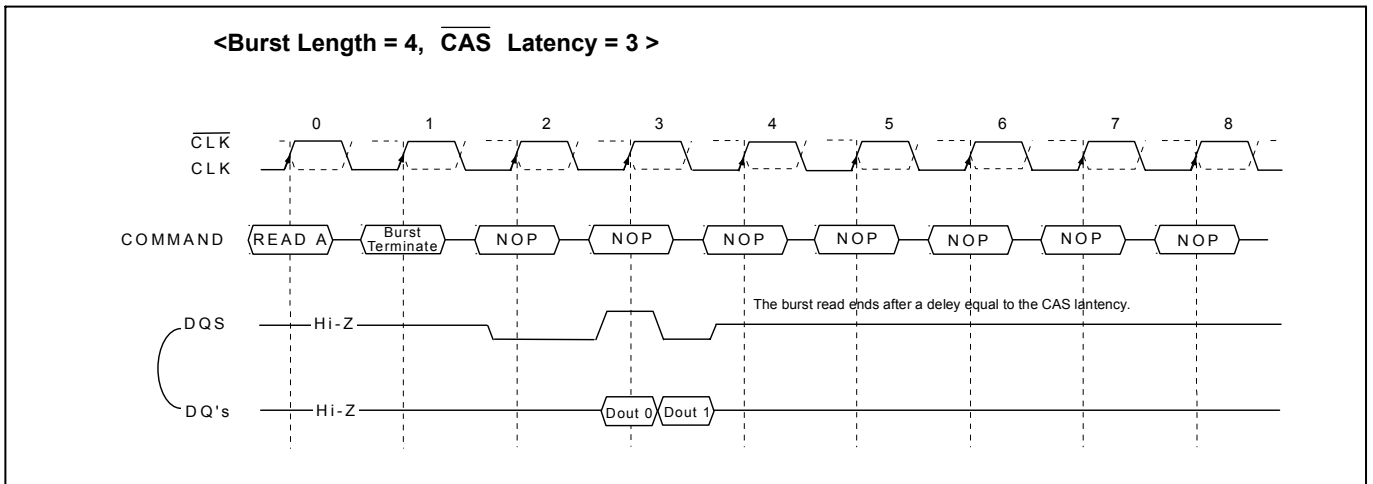 <Burst Length = 4, CAS Latency = 3 >
0 1 2 3 4 5 6 7 8
CLK
CLK
COMMAND READ A Burst Terminate NOP NOP NOP NOP NOP NOP NOP
The burst read ends after a deley equal to the CAS lantency.
DQS Hi-Z
DQ's Hi-Z Dout 0 Dout 1